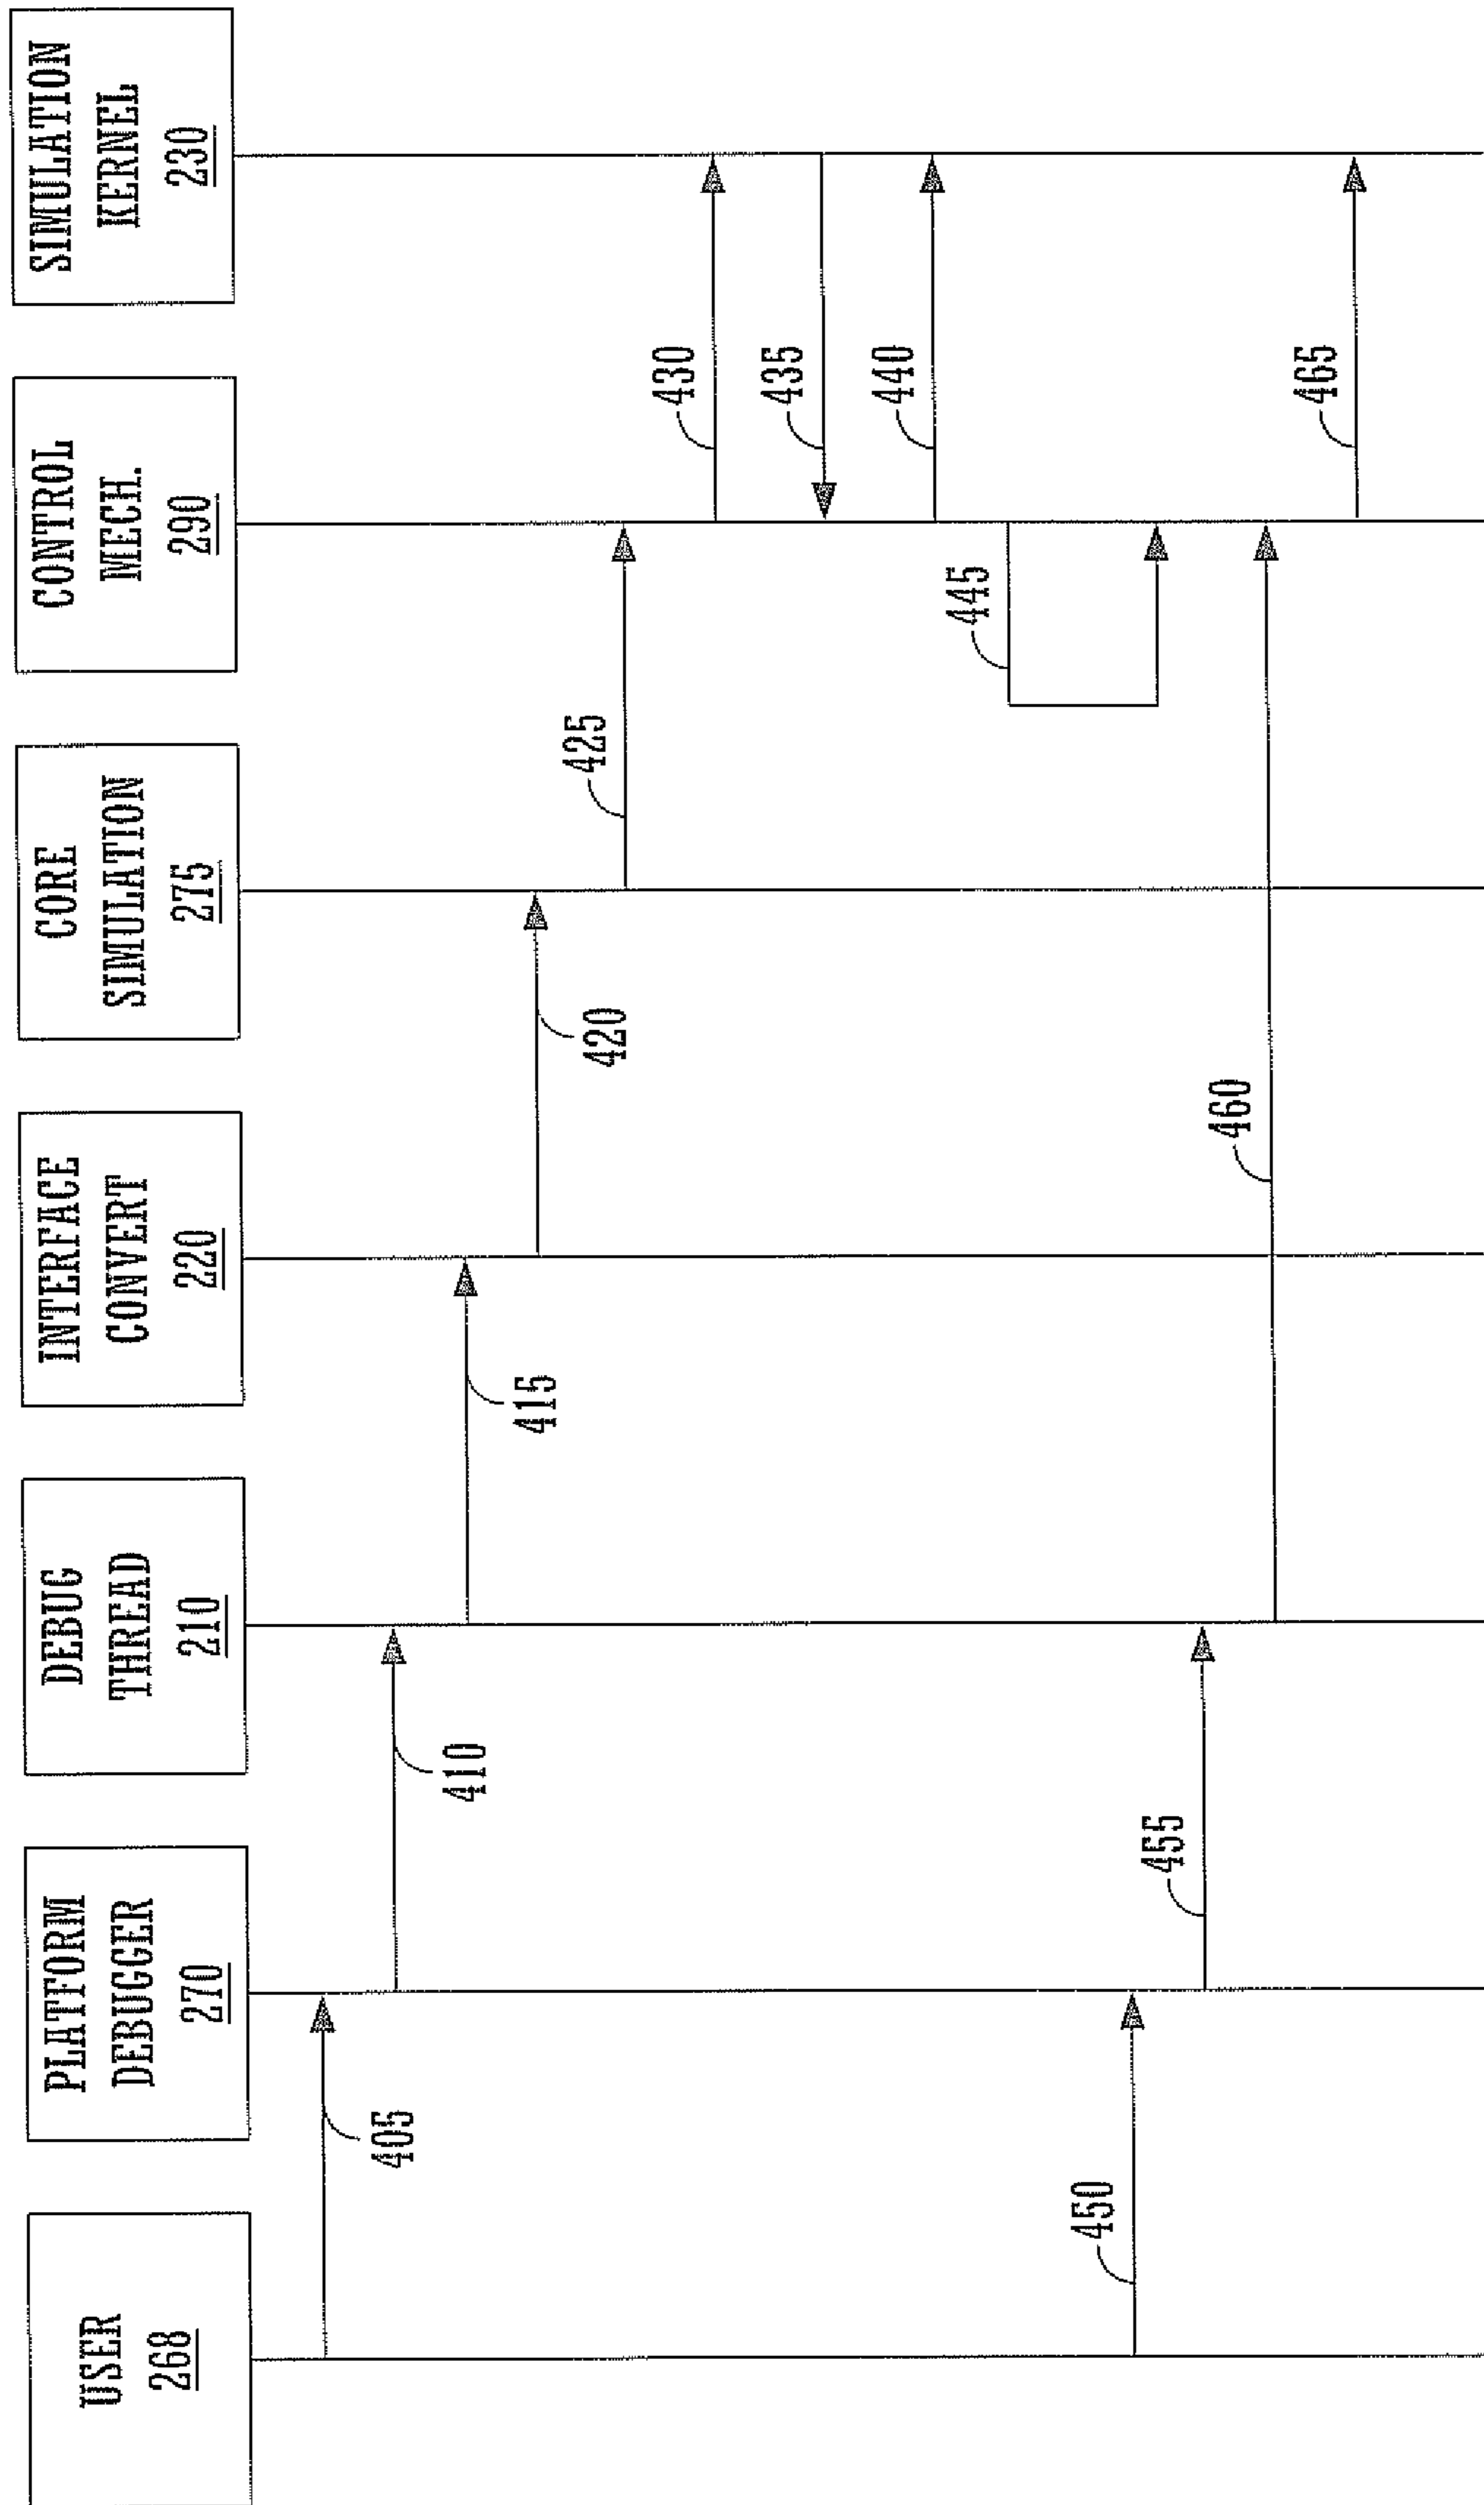 USER
268
PLATFORM
DEBUGGER
270
DEBUG
THREAD
210
INTERFACE
CONVERT
220
CORE
SIMULATION
275
CONTROL
MECH.
290
SIMULATION
KERNEL
230
405
410
415
420
425
430
435
440
445
450
455
460
465